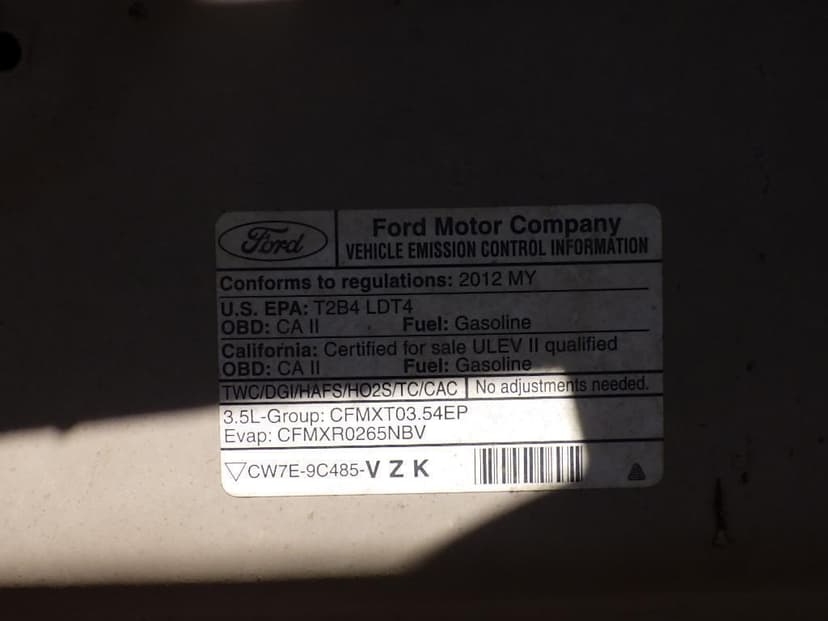 Ford
Ford Motor Company
VEHICLE EMISSION CONTROL INFORMATION
Conforms to regulations: 2012 MY
U.S. EPA: T2B4 LDT4
OBD: CA II Fuel: Gasoline
California: Certified for sale ULEV II qualified
OBD: CA II Fuel: Gasoline
TWC/DGI/HAFS/HO2S/TC/CAC No adjustments needed.
3.5L-Group: CFMXT03.54EP
Evap: CFMXR0265NBV
CW7E-9C485-V Z K